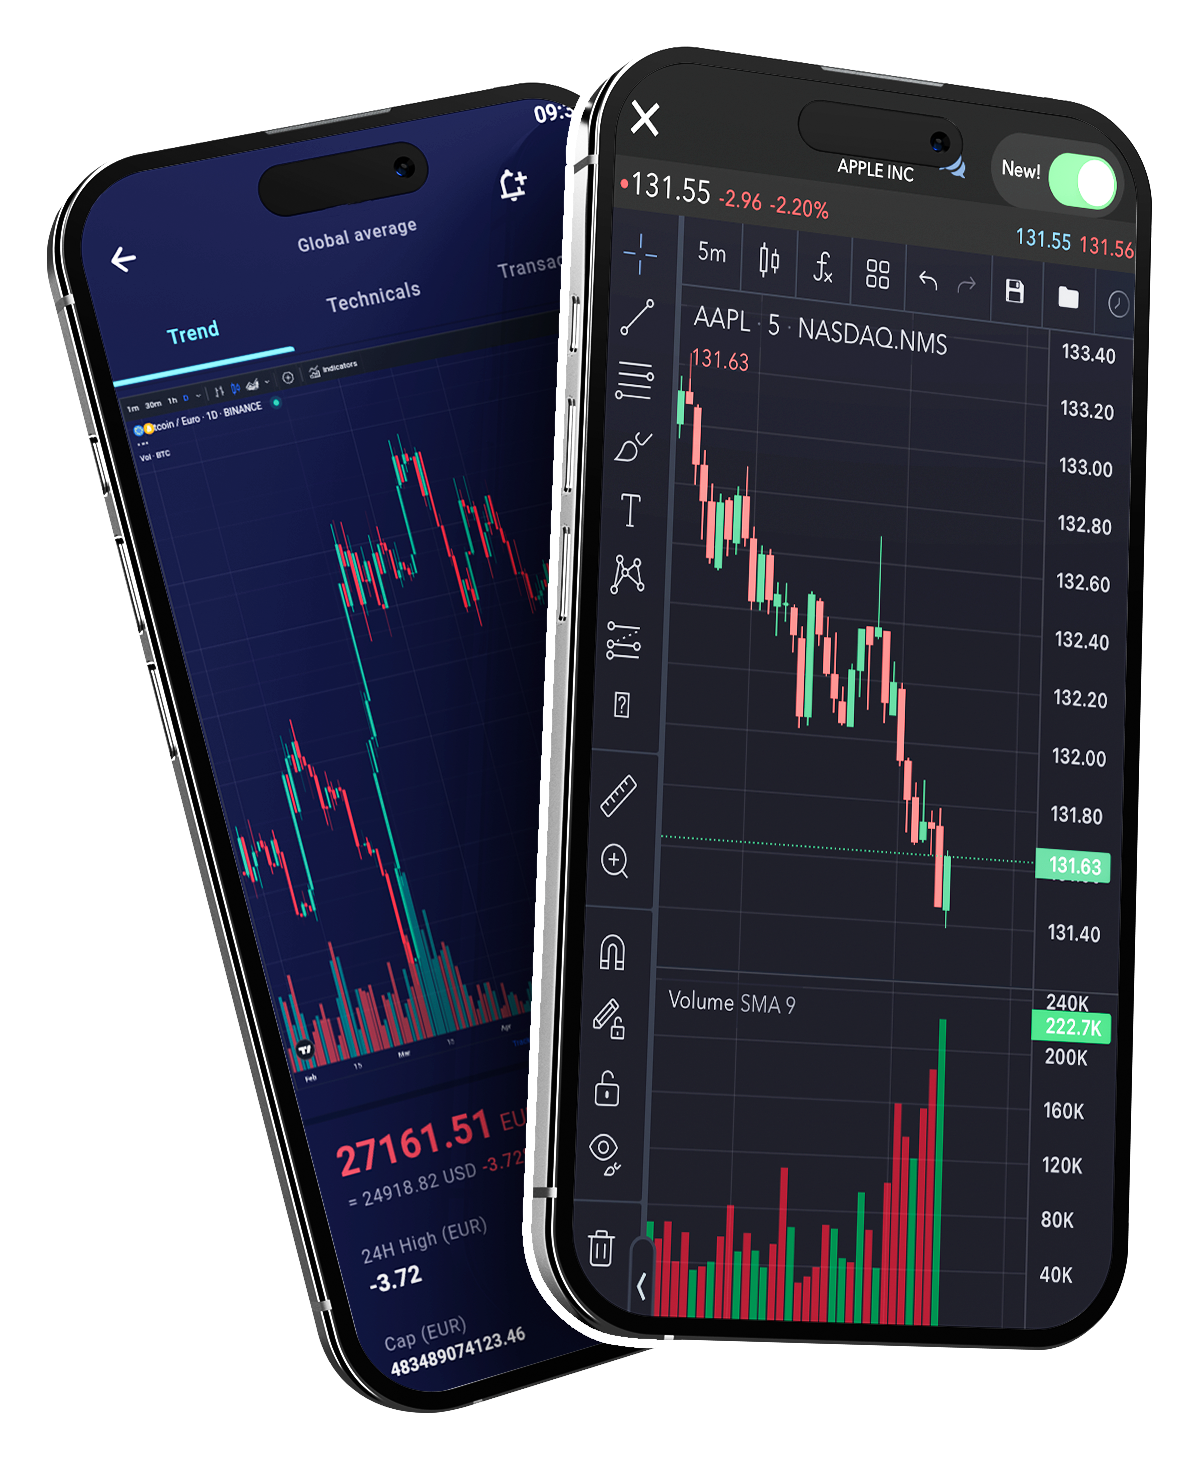 09:3
Global average
Trend
Technicals
Transac
1m 30m 1h D
Indicators
tcoin / Euro · 1D · BINANCE
Vol · BTC
Feb
15
Mar
15
Apr
27161.51 EU
= 24918.82 USD -3.72
24H High (EUR)
-3.72
Cap (EUR)
483489074123.46
APPLE INC
New!
131.55 -2.96 -2.20%
131.55 131.56
5m
AAPL · 5 · NASDAQ.NMS
131.63
133.40
133.20
133.00
132.80
132.60
132.40
132.20
132.00
131.80
131.63
131.40
Volume SMA 9
240K
222.7K
200K
160K
120K
80K
40K